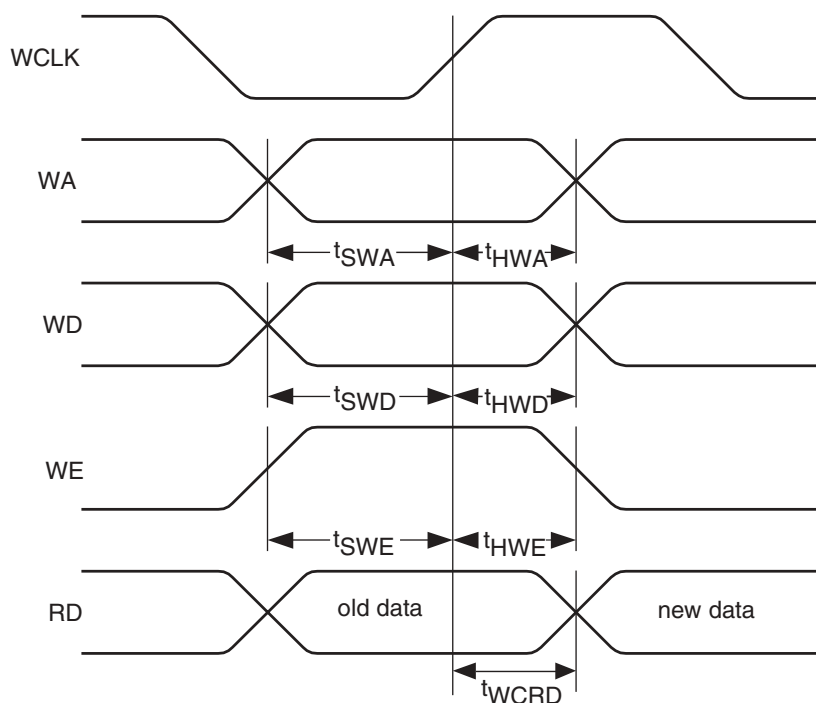 WCLK
WA
tSWA tHWA
WD
tSWD tHWD
WE
tSWE tHWE
RD old data new data
tWCRD